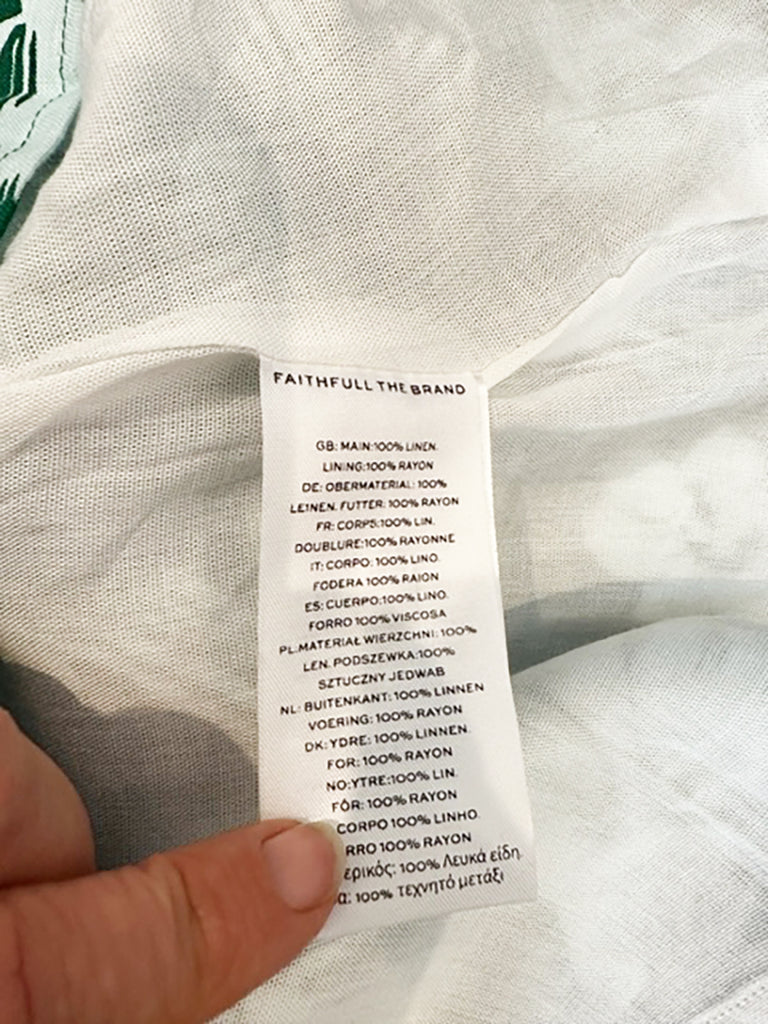 FAITHFULL THE BRAND
GB: MAIN:100% LINEN.
LINING:100% RAYON
DE: OBERMATERIAL: 100%
LEINEN. FUTTER: 100% RAYON
FR: CORPS:100% LIN.
DOUBLURE:100% RAYONNE
IT: CORPO: 100% LINO.
FODERA 100% RAION
ES: CUERPO:100% LINO.
FORRO 100% VISCOSA
PL.MATERIAŁ WIERZCHNI: 100%
LEN. PODSZEWKA:100%
SZTUCZNY JEDWAB
NL: BUITENKANT: 100% LINNEN
VOERING: 100% RAYON
DK: YDRE: 100% LINNEN.
FOR: 100% RAYON
NO:YTRE:100% LIN.
FÔR: 100% RAYON
CORPO 100% LINHO.
RRO 100% RAYON
ερικός: 100% Λευκά είδη.
α: 100% τεχνητό μετάξι